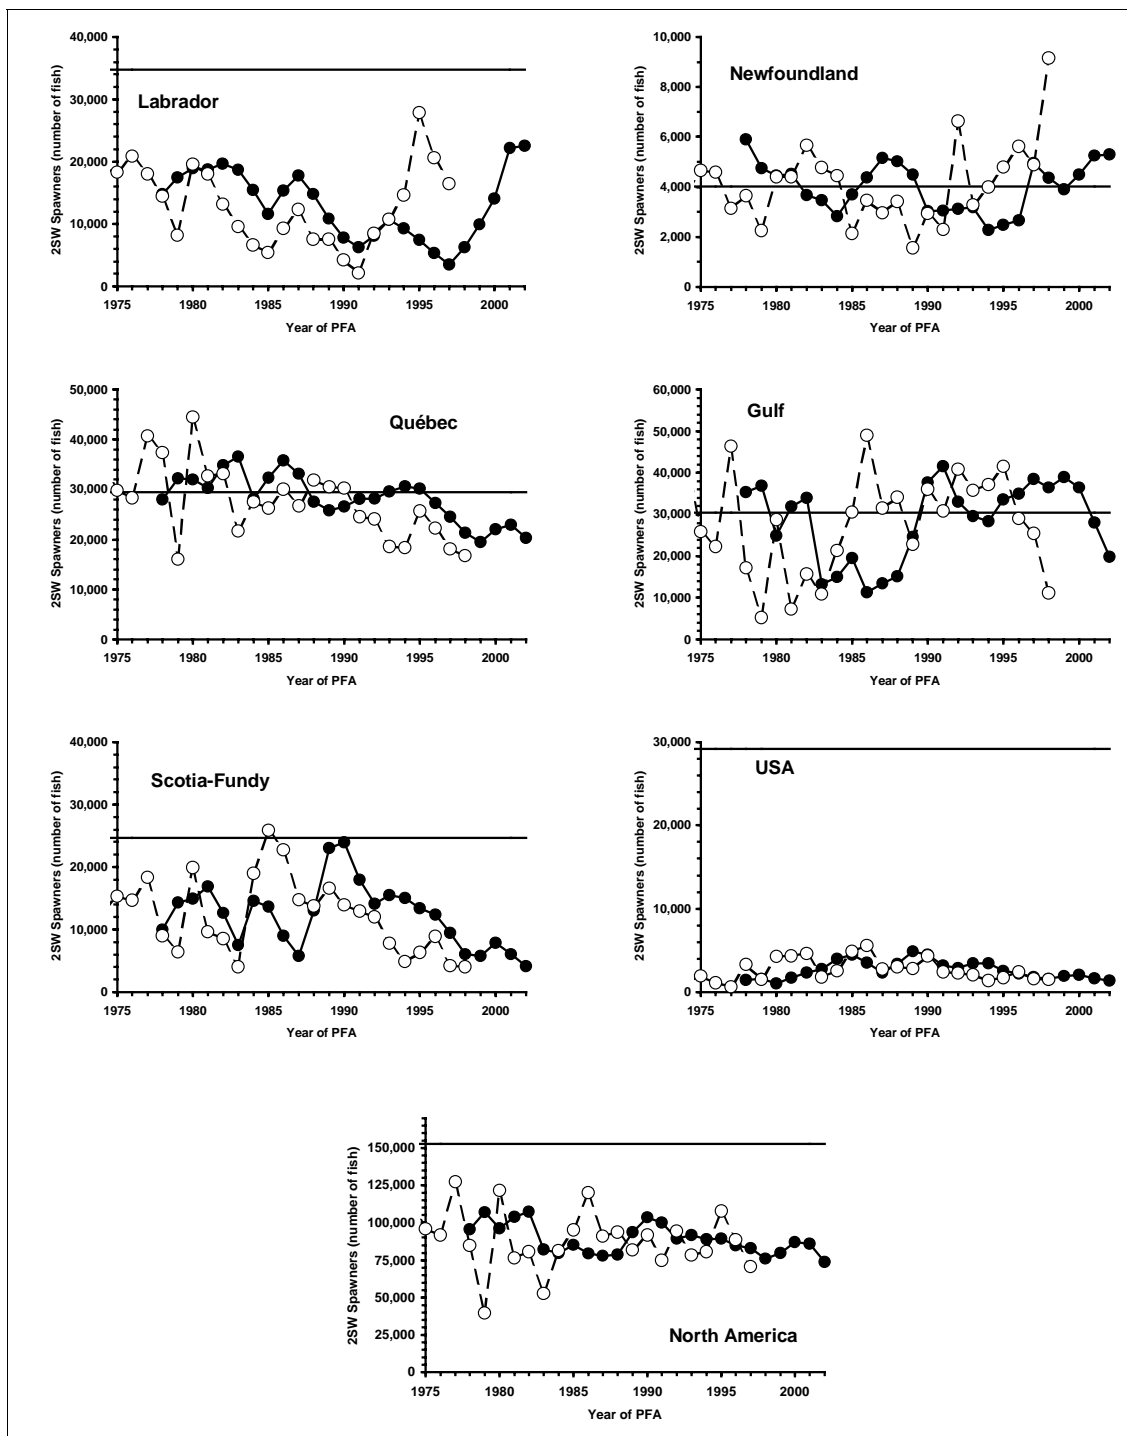 40,000
30,000
20,000
10,000
0
2SW Spawners (number of fish)
Labrador
1975 1980 1985 1990 1995 2000
Year of PFA
10,000
8,000
6,000
4,000
2,000
0
2SW Spawners (number of fish)
Newfoundland
1975 1980 1985 1990 1995 2000
Year of PFA
50,000
40,000
30,000
20,000
10,000
0
2SW Spawners (number of fish)
Québec
1975 1980 1985 1990 1995 2000
Year of PFA
60,000
50,000
40,000
30,000
20,000
10,000
0
2SW Spawners (number of fish)
Gulf
1975 1980 1985 1990 1995 2000
Year of PFA
40,000
30,000
20,000
10,000
0
2SW Spawners (number of fish)
Scotia-Fundy
1975 1980 1985 1990 1995 2000
Year of PFA
30,000
25,000
20,000
15,000
10,000
5,000
0
2SW Spawners (number of fish)
USA
1975 1980 1985 1990 1995 2000
Year of PFA
150,000
125,000
100,000
75,000
50,000
25,000
0
2SW Spawners (number of fish)
North America
1975 1980 1985 1990 1995 2000
Year of PFA